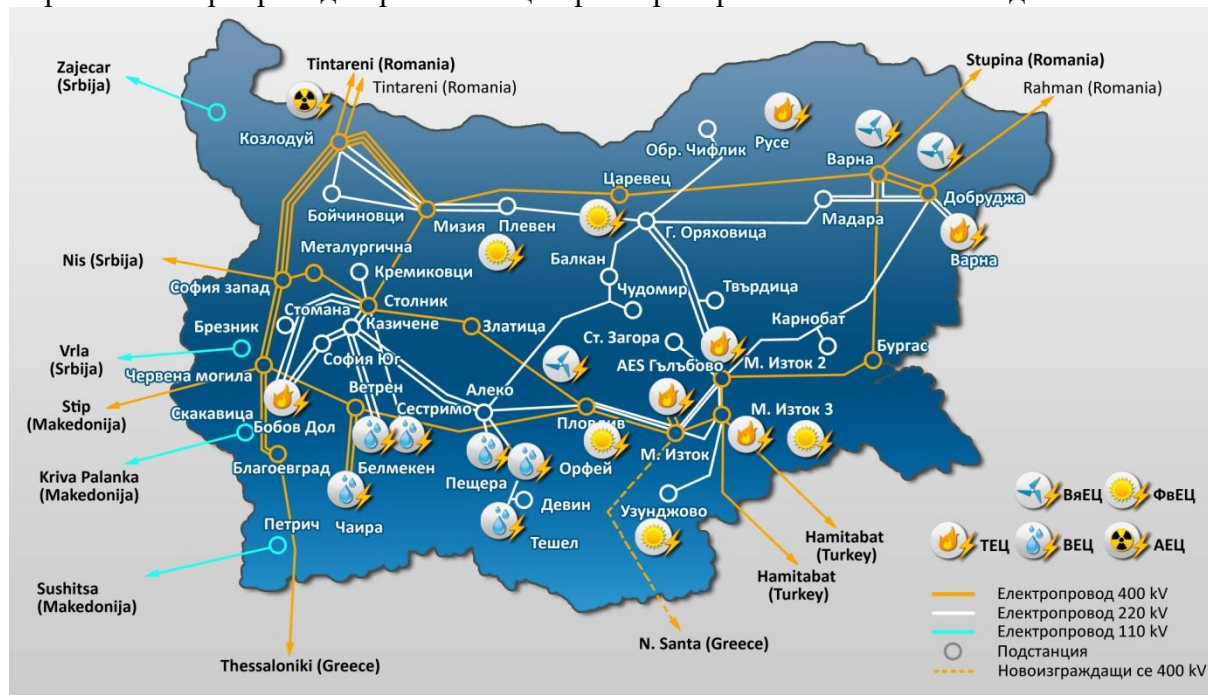 Zajecar
(Srbija)
Tintareni (Romania)
Tintareni (Romania)
Stupina (Romania)
Rahman (Romania)
Козлодуй
Обр. Чифлик
Русе
Варна
Царевец
Добруджа
Бойчиновци
Мизия
Плевен
Г. Оряховица
Мадара
Варна
Металургична
Балкан
Nis (Srbija)
Кремиковци
София запад
Столник
Чудомир
Твърдица
Стомана
Казичене
Златица
Карнобат
Брезник
Ст. Загора
Бургас
Vrla
(Srbija)
София Юг
AES Гълъбово
М. Изток 2
Червена могила
Ветрен
Алеко
Stip
(Makedonija)
Скакавица
Сестримо
Пловдив
М. Изток 3
Бобов Дол
М. Изток
Благоевград
Белмекен
Орфей
Kriva Palanka
(Makedonija)
Пещера
Девин
Узунджово
Петрич
Чаира
Тешел
Hamitabat
(Turkey)
Hamitabat
(Turkey)
Sushitsa
(Makedonija)
N. Santa (Greece)
Thessaloniki (Greece)
ВяЕЦ
ФвЕЦ
ТЕЦ
ВЕЦ
АЕЦ
Електропровод 400 kV
Електропровод 220 kV
Електропровод 110 kV
Подстанция
Новоизграждащи се 400 kV